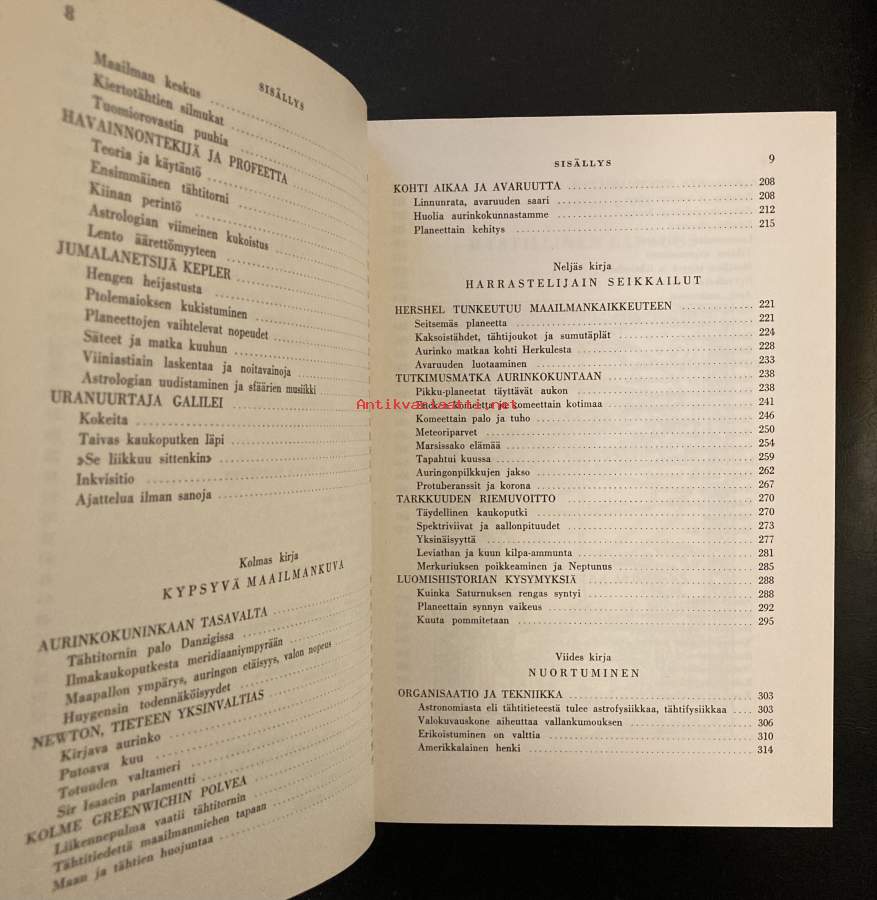 8
SISÄLLYS
Maailman keskus
Kiertotähtien silmukat
Tuomiorovastin puuhia
HAVAINNONTEKIJÄ JA PROFEETTA
Teoria ja käytäntö
Ensimmäinen tähtitorni
Kiinan perintö
Astrologian viimeinen kukoistus
Lento äärettömyyteen
JUMALANETSIJÄ KEPLER
Hengen heijastusta
Ptolemaioksen kukistuminen
Planeettojen vaihtelevat nopeudet
Säteet ja matka kuuhun
Viiniastiain laskentaa ja noitavainoja
Astrologian uudistaminen ja sfäärien musiikki
URANUURTAJA GALILEI
Kokeita
Taivas kaukoputken läpi
»Se liikkuu sittenkin»
Inkvisitio
Ajattelua ilman sanoja
Kolmas kirja
KYPSYVÄ MAAILMANKUVA
AURINKOKUNINKAAN TASAVALTA
Tähtitornin palo Danzigissa
Ilmakaukoputkesta meridiaaniympyrään
Maapallon ympärys, auringon etäisyys, valon nopeus
Huygensin todennäköisyydet
NEWTON, TIETEEN YKSINVALTIAS
Kirjava aurinko
Putoava kuu
Totuuden valtameri
Sir Isaacin parlamentti
KOLME GREENWICHIN POLVEA
Liikennepulma vaatii tähtitornin
Tähtitiedettä maailmanmiehen tapaan
Maan ja tähtien huojuntaa
SISÄLLYS 9
KOHTI AIKAA JA AVARUUTTA 208
Linnunrata, avaruuden saari 208
Huolia aurinkokunnastamme 212
Planeettain kehitys 215
Neljäs kirja
HARRASTELIJAIN SEIKKAILUT
HERSHEL TUNKEUTUU MAAILMANKAIKKEUTEEN 221
Seitsemäs planeetta 221
Kaksoistähdet, tähtijoukot ja sumutäplät 224
Aurinko matkaa kohti Herkulesta 228
Avaruuden luotaaminen 233
TUTKIMUSMATKA AURINKOKUNTAAN 238
Pikku-planeetat täyttävät aukon 238
Encken komeetta ja komeettain kotimaa 241
Antikvariaatti.net
Komeettain palo ja tuho 246
Meteoriparvet 250
Marsissako elämää 254
Tapahtui kuussa 259
Auringonpilkkujen jakso 262
Protuberanssit ja korona 267
TARKKUUDEN RIEMUVOITTO 270
Täydellinen kaukoputki 270
Spektriviivat ja aallonpituudet 273
Yksinäisyyttä 277
Leviathan ja kuun kilpa-ammunta 281
Merkuriuksen poikkeaminen ja Neptunus 285
LUOMISHISTORIAN KYSYMYKSIÄ 288
Kuinka Saturnuksen rengas syntyi 288
Planeettain synnyn vaikeus 292
Kuuta pommitetaan 295
Viides kirja
NUORTUMINEN
ORGANISAATIO JA TEKNIIKKA 303
Astronomiasta eli tähtitieteestä tulee astrofysiikkaa, tähtifysiikkaa 303
Valokuvauskone aiheuttaa vallankumouksen 306
Erikoistuminen on valttia 310
Amerikkalainen henki 314